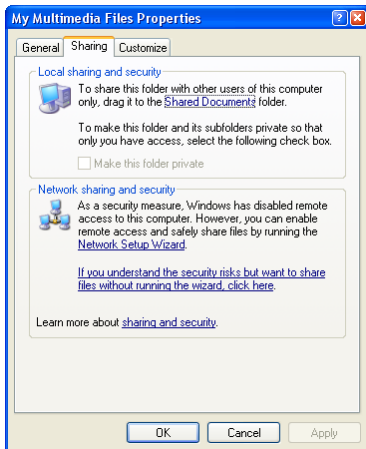 My Multimedia Files Properties
General Sharing Customize
Local sharing and security
To share this folder with other users of this computer
only, drag it to the Shared Documents folder.
To make this folder and its subfolders private so that
only you have access, select the following check box.
Make this folder private
Network sharing and security
As a security measure, Windows has disabled remote
access to this computer. However, you can enable
remote access and safely share files by running the
Network Setup Wizard.
If you understand the security risks but want to share
files without running the wizard, click here.
Learn more about sharing and security.
OK Cancel Apply